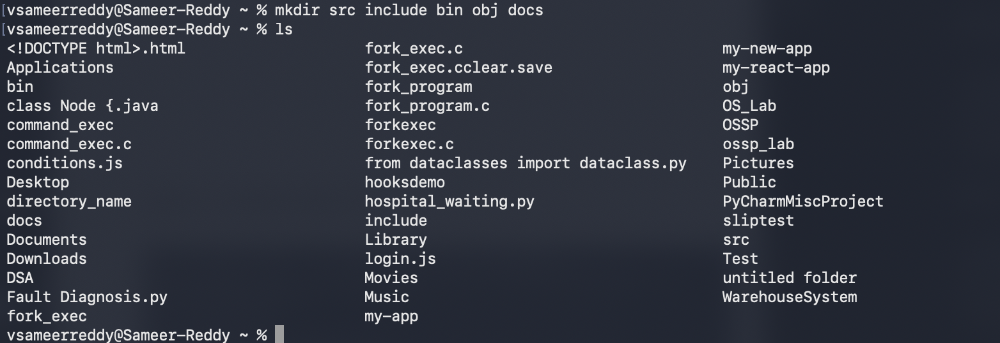 [vsameerreddy@Sameer-Reddy ~ % mkdir src include bin obj docs
[vsameerreddy@Sameer-Reddy ~ % ls
<!DOCTYPE html>.html fork_exec.c my-new-app
Applications fork_exec.cclear.save my-react-app
bin fork_program obj
class Node {.java fork_program.c OS_Lab
command_exec forkexec OSSP
command_exec.c forkexec.c ossp_lab
conditions.js from dataclasses import dataclass.py Pictures
Desktop hooksdemo Public
directory_name hospital_waiting.py PyCharmMiscProject
docs include sliptest
Documents Library src
Downloads login.js Test
DSA Movies untitled folder
Fault Diagnosis.py Music WarehouseSystem
fork_exec my-app
vsameerreddy@Sameer-Reddy ~ %